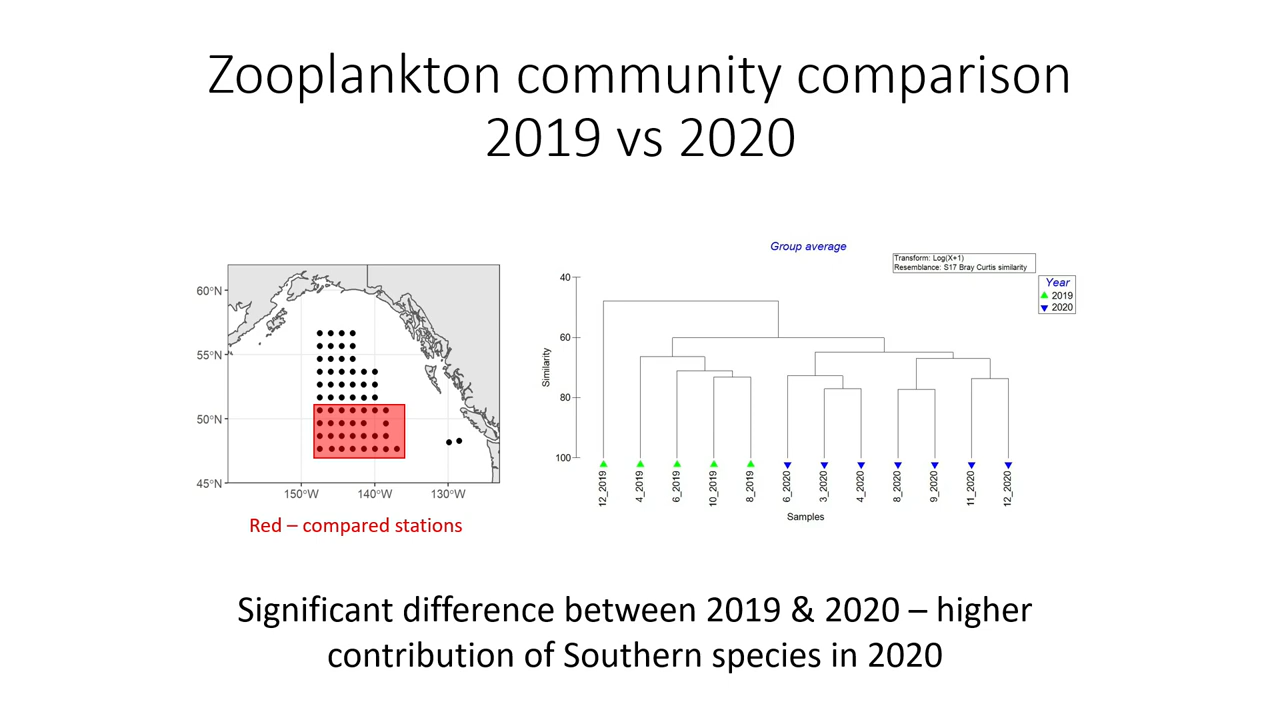 Zooplankton community comparison
2019 vs 2020
Group average
Transform: Log(X+1)
Resemblance: S17 Bray Curtis similarity
Year
2019
2020
60°N
55°N
50°N
45°N
150°W
140°W
130°W
Red – compared stations
Similarity
40
60
80
100
12_2019
4_2019
6_2019
10_2019
8_2019
6_2020
3_2020
4_2020
8_2020
9_2020
11_2020
12_2020
Samples
Significant difference between 2019 & 2020 – higher
contribution of Southern species in 2020